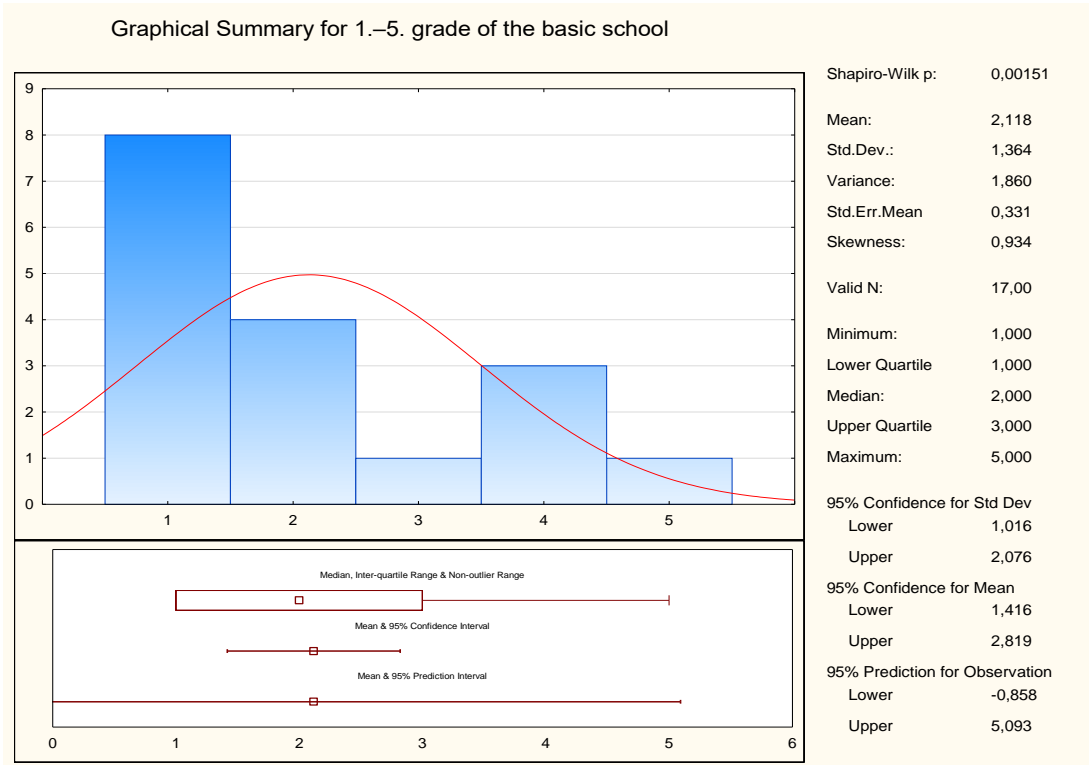 Graphical Summary for 1.–5. grade of the basic school
9
8
7
6
5
4
3
2
1
0
1 2 3 4 5
Median, Inter-quartile Range & Non-outlier Range
Mean & 95% Confidence Interval
Mean & 95% Prediction Interval
0 1 2 3 4 5 6
Shapiro-Wilk p: 0,00151
Mean: 2,118
Std.Dev.: 1,364
Variance: 1,860
Std.Err.Mean 0,331
Skewness: 0,934
Valid N: 17,00
Minimum: 1,000
Lower Quartile 1,000
Median: 2,000
Upper Quartile 3,000
Maximum: 5,000
95% Confidence for Std Dev
Lower 1,016
Upper 2,076
95% Confidence for Mean
Lower 1,416
Upper 2,819
95% Prediction for Observation
Lower -0,858
Upper 5,093